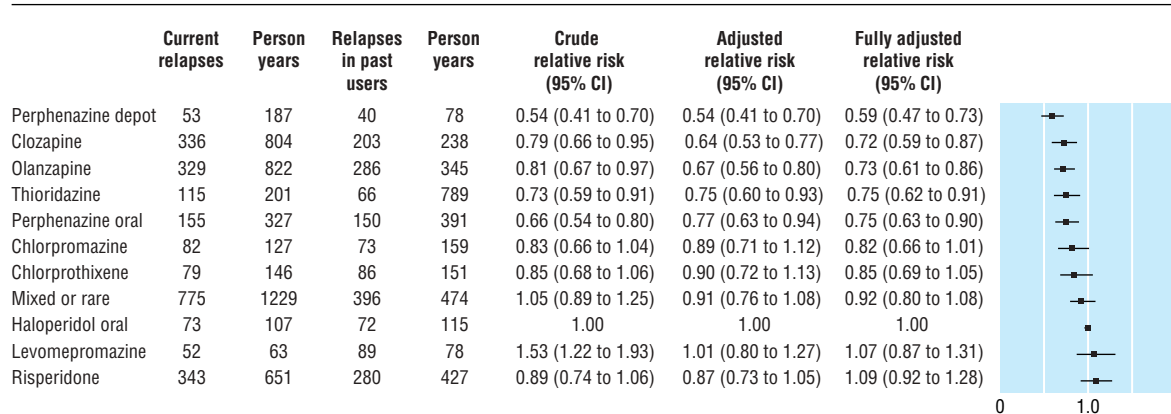 Current Person Relapses Person Crude Adjusted Fully adjusted
relapses years in past years relative risk relative risk relative risk
users (95% CI) (95% CI) (95% CI)
Perphenazine depot 53 187 40 78 0.54 (0.41 to 0.70) 0.54 (0.41 to 0.70) 0.59 (0.47 to 0.73)
Clozapine 336 804 203 238 0.79 (0.66 to 0.95) 0.64 (0.53 to 0.77) 0.72 (0.59 to 0.87)
Olanzapine 329 822 286 345 0.81 (0.67 to 0.97) 0.67 (0.56 to 0.80) 0.73 (0.61 to 0.86)
Thioridazine 115 201 66 789 0.73 (0.59 to 0.91) 0.75 (0.60 to 0.93) 0.75 (0.62 to 0.91)
Perphenazine oral 155 327 150 391 0.66 (0.54 to 0.80) 0.77 (0.63 to 0.94) 0.75 (0.63 to 0.90)
Chlorpromazine 82 127 73 159 0.83 (0.66 to 1.04) 0.89 (0.71 to 1.12) 0.82 (0.66 to 1.01)
Chlorprothixene 79 146 86 151 0.85 (0.68 to 1.06) 0.90 (0.72 to 1.13) 0.85 (0.69 to 1.05)
Mixed or rare 775 1229 396 474 1.05 (0.89 to 1.25) 0.91 (0.76 to 1.08) 0.92 (0.80 to 1.08)
Haloperidol oral 73 107 72 115 1.00 1.00 1.00
Levomepromazine 52 63 89 78 1.53 (1.22 to 1.93) 1.01 (0.80 to 1.27) 1.07 (0.87 to 1.31)
Risperidone 343 651 280 427 0.89 (0.74 to 1.06) 0.87 (0.73 to 1.05) 1.09 (0.92 to 1.28)
0 1.0